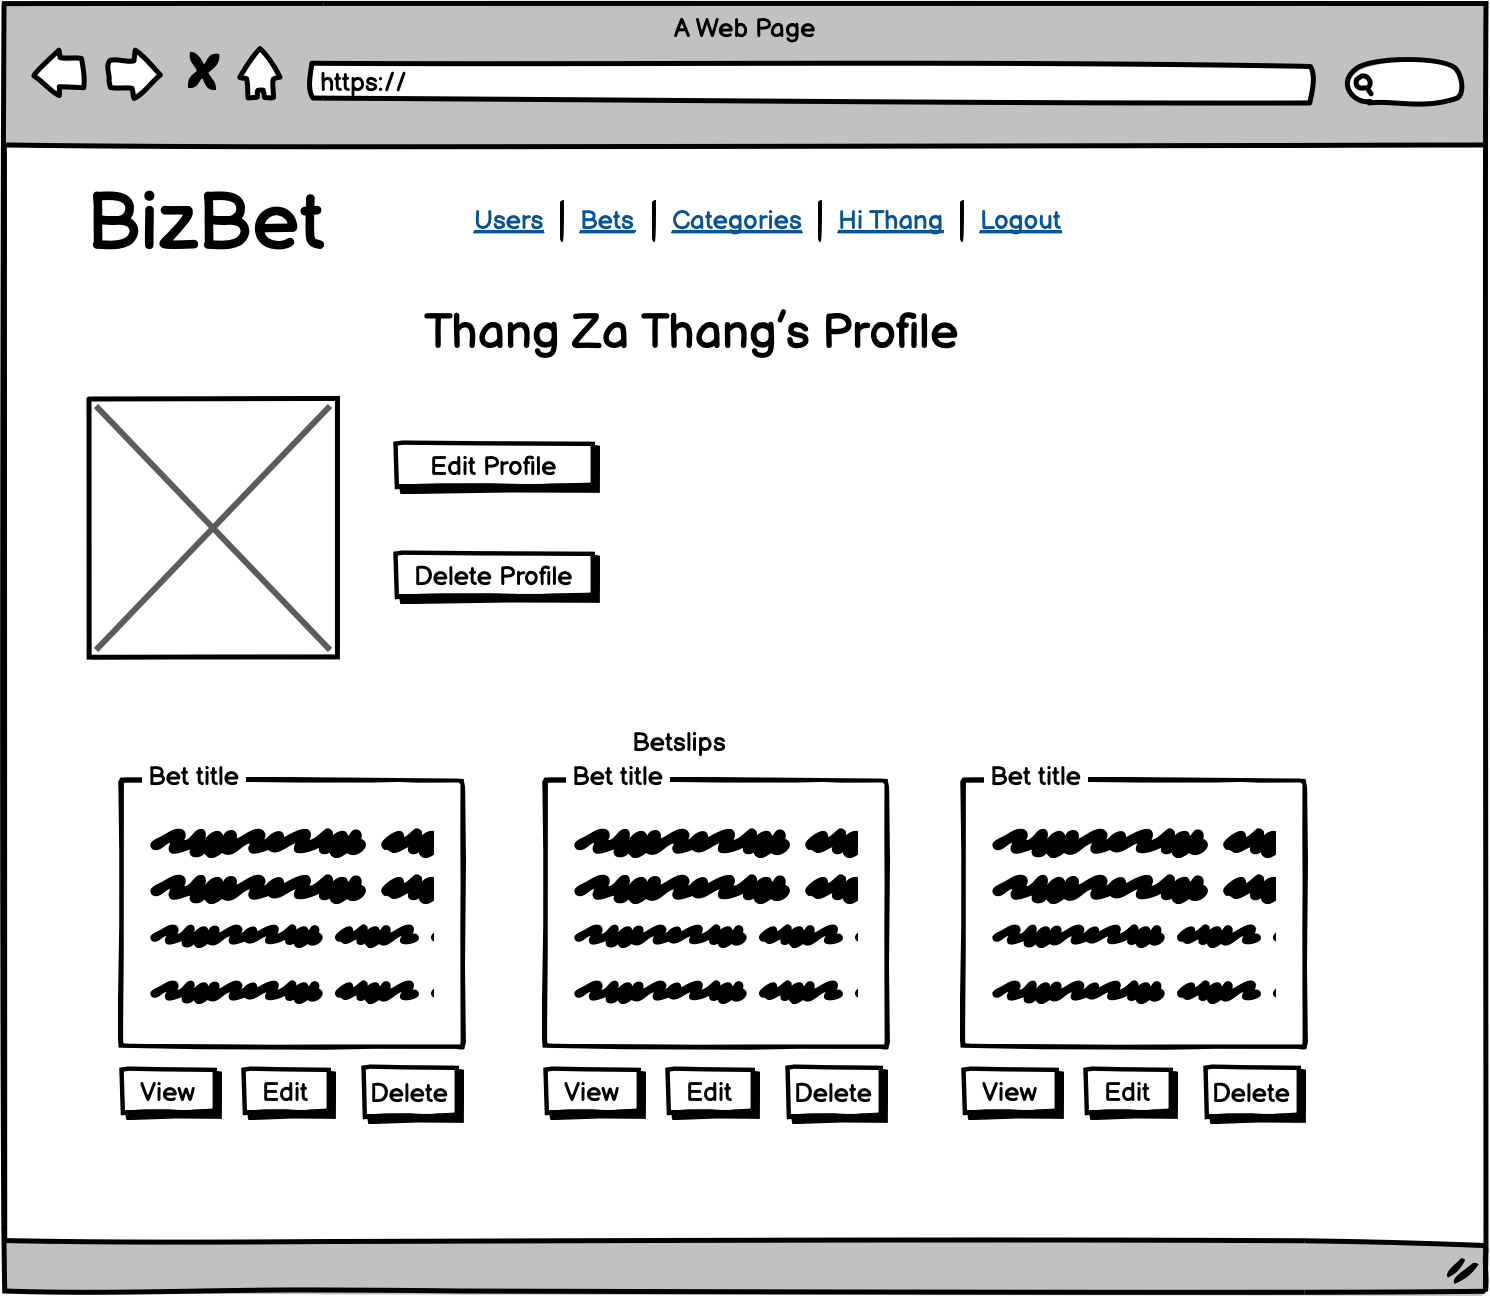 A Web Page
https://
BizBet
Users | Bets | Categories | Hi Thang | Logout
Thang Za Thang's Profile
Edit Profile
Delete Profile
Betslips
Bet title Bet title Bet title
View Edit Delete View Edit Delete View Edit Delete